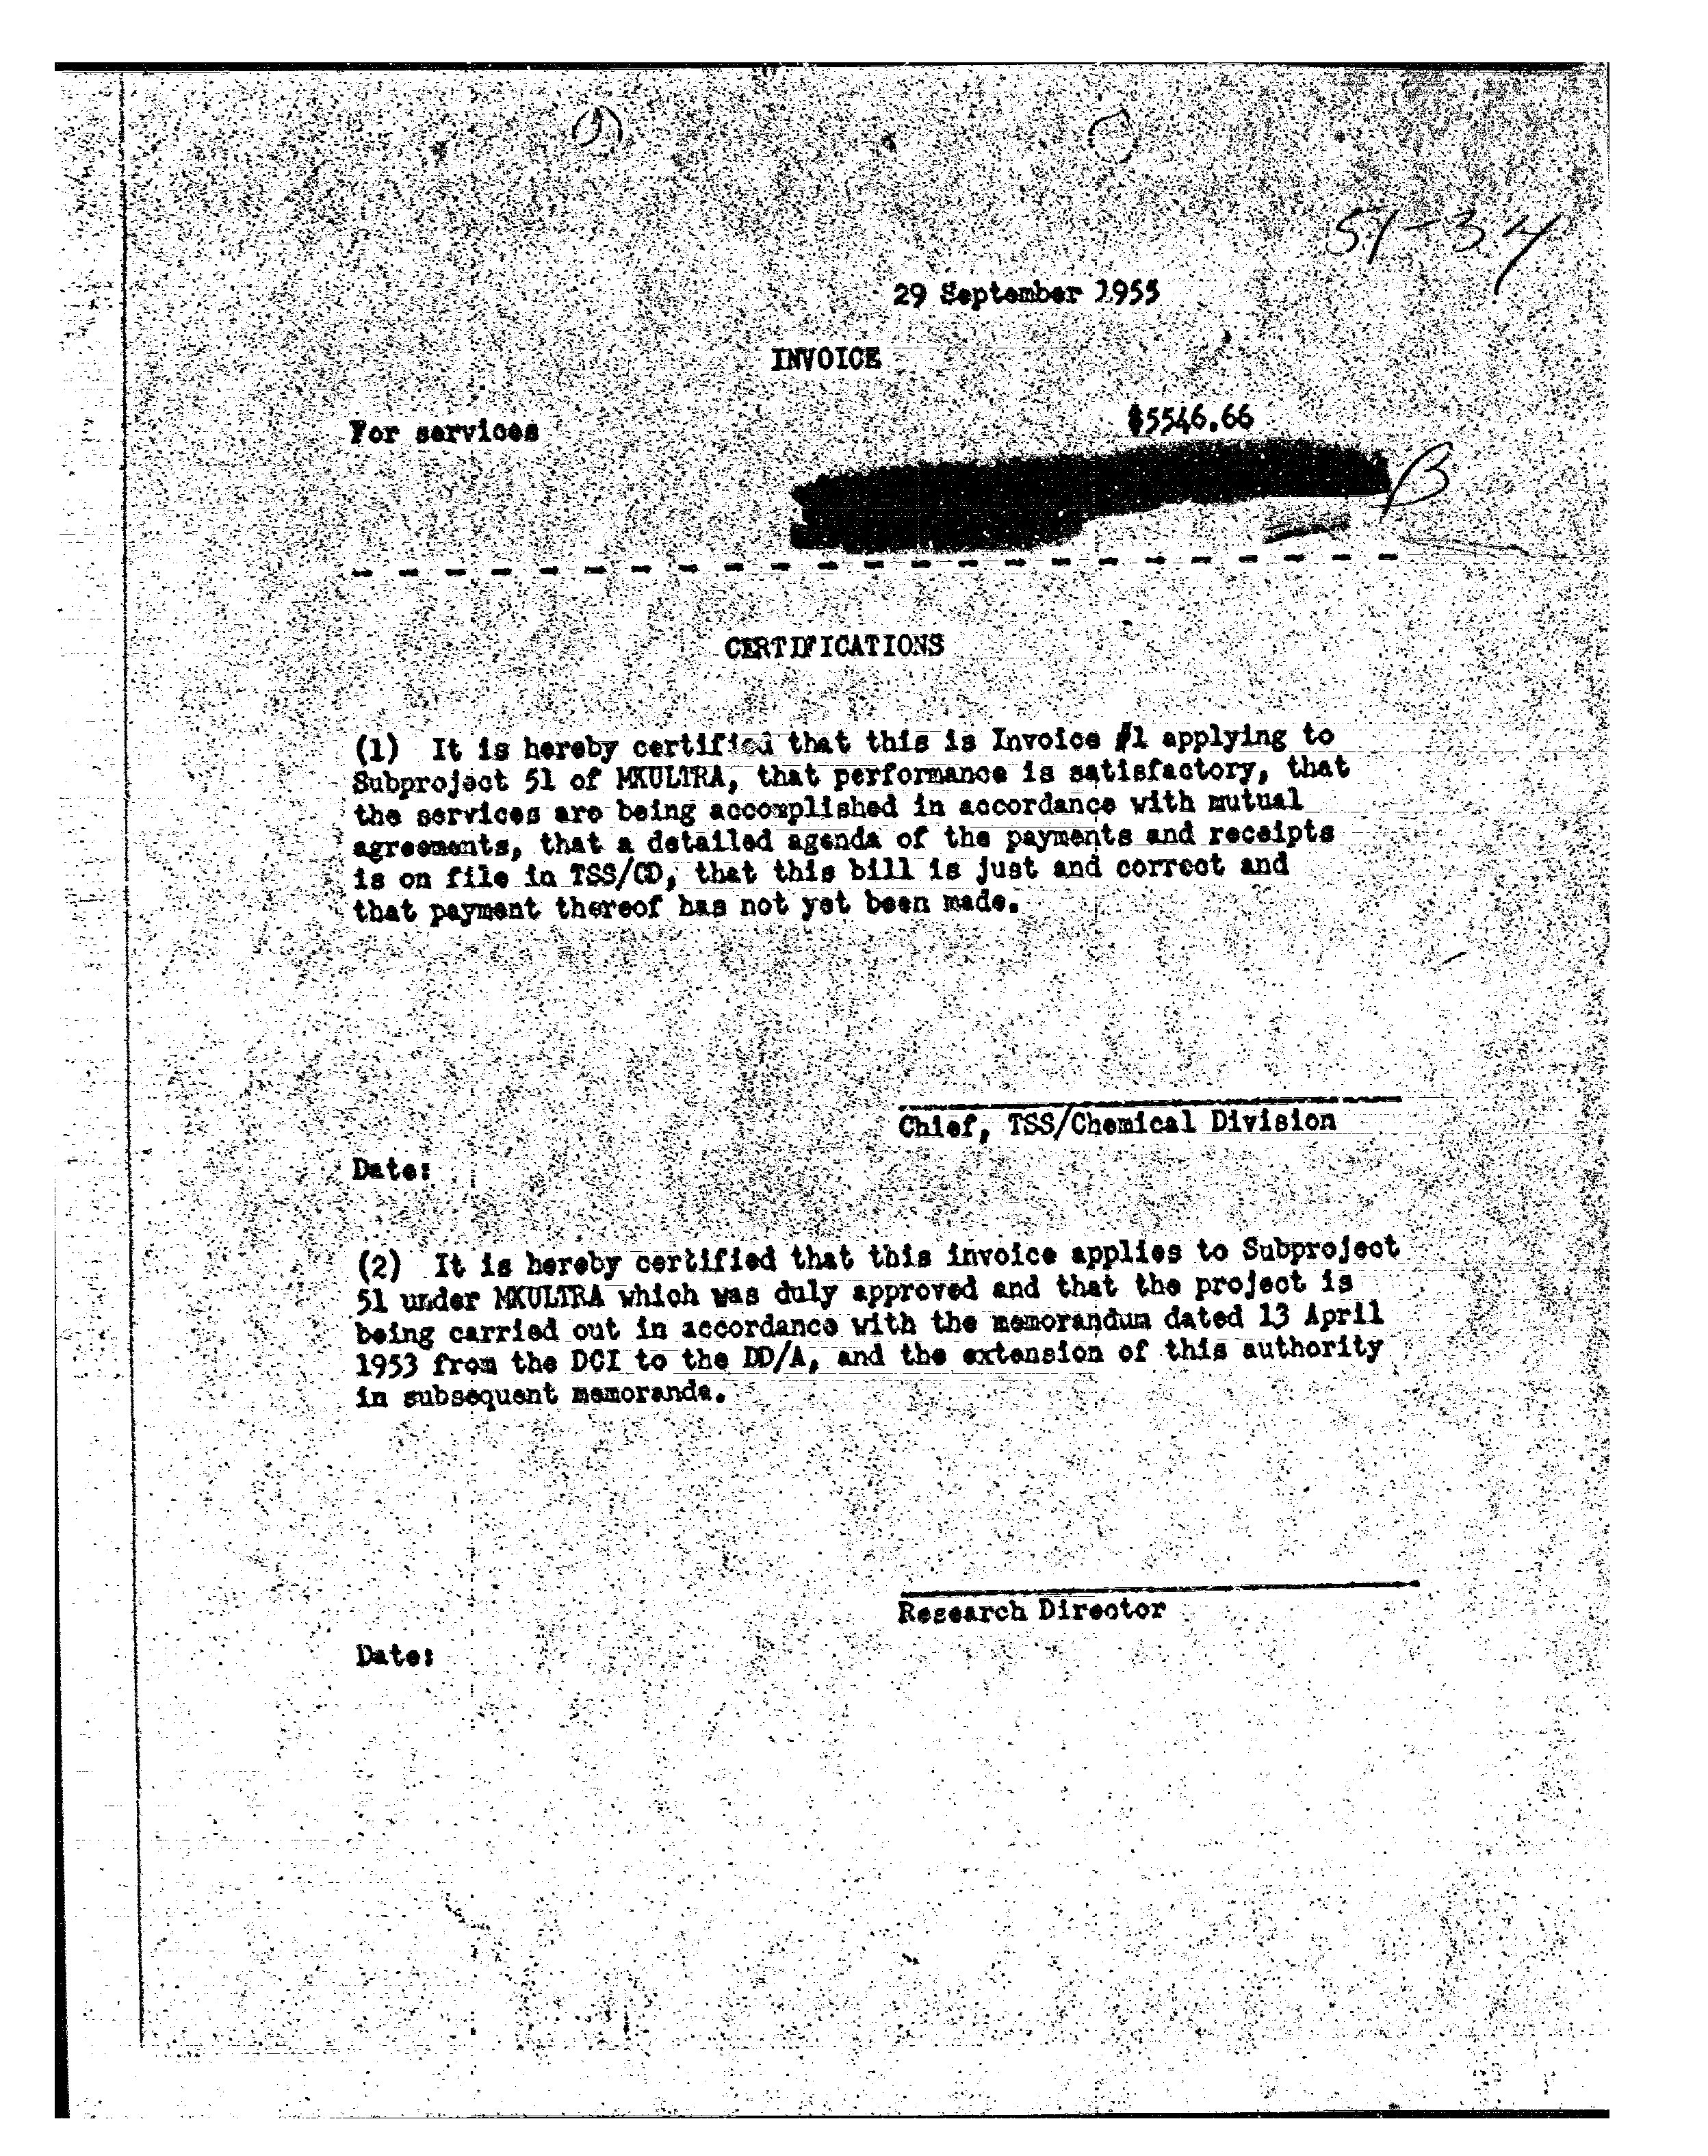 51-34
29 September 1955
INVOICE
For services
$5546.66
B
CERTIFICATIONS
(1) It is hereby certified that this is Invoice #1 applying to
Subproject 51 of MKULTRA, that performance is satisfactory, that
the services are being accomplished in accordance with mutual
agreements, that a detailed agenda of the payments and receipts
is on file in TSS/CD, that this bill is just and correct and
that payment thereof has not yet been made.
Chief, TSS/Chemical Division
Date:
(2) It is hereby certified that this invoice applies to Subproject
51 under MKULTRA which was duly approved and that the project is
being carried out in accordance with the memorandum dated 13 April
1953 from the DCI to the DD/A, and the extension of this authority
in subsequent memoranda.
Research Director
Date: